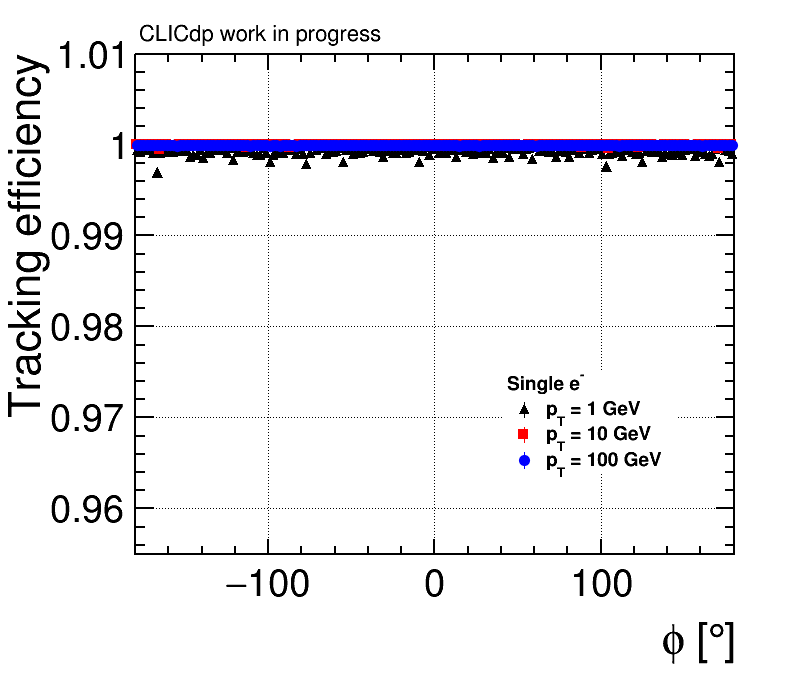 CLICdp work in progress
Tracking efficiency
1.01
1
0.99
0.98
0.97
0.96
Single e⁻
p_T = 1 GeV
p_T = 10 GeV
p_T = 100 GeV
−100 0 100
ϕ [°]